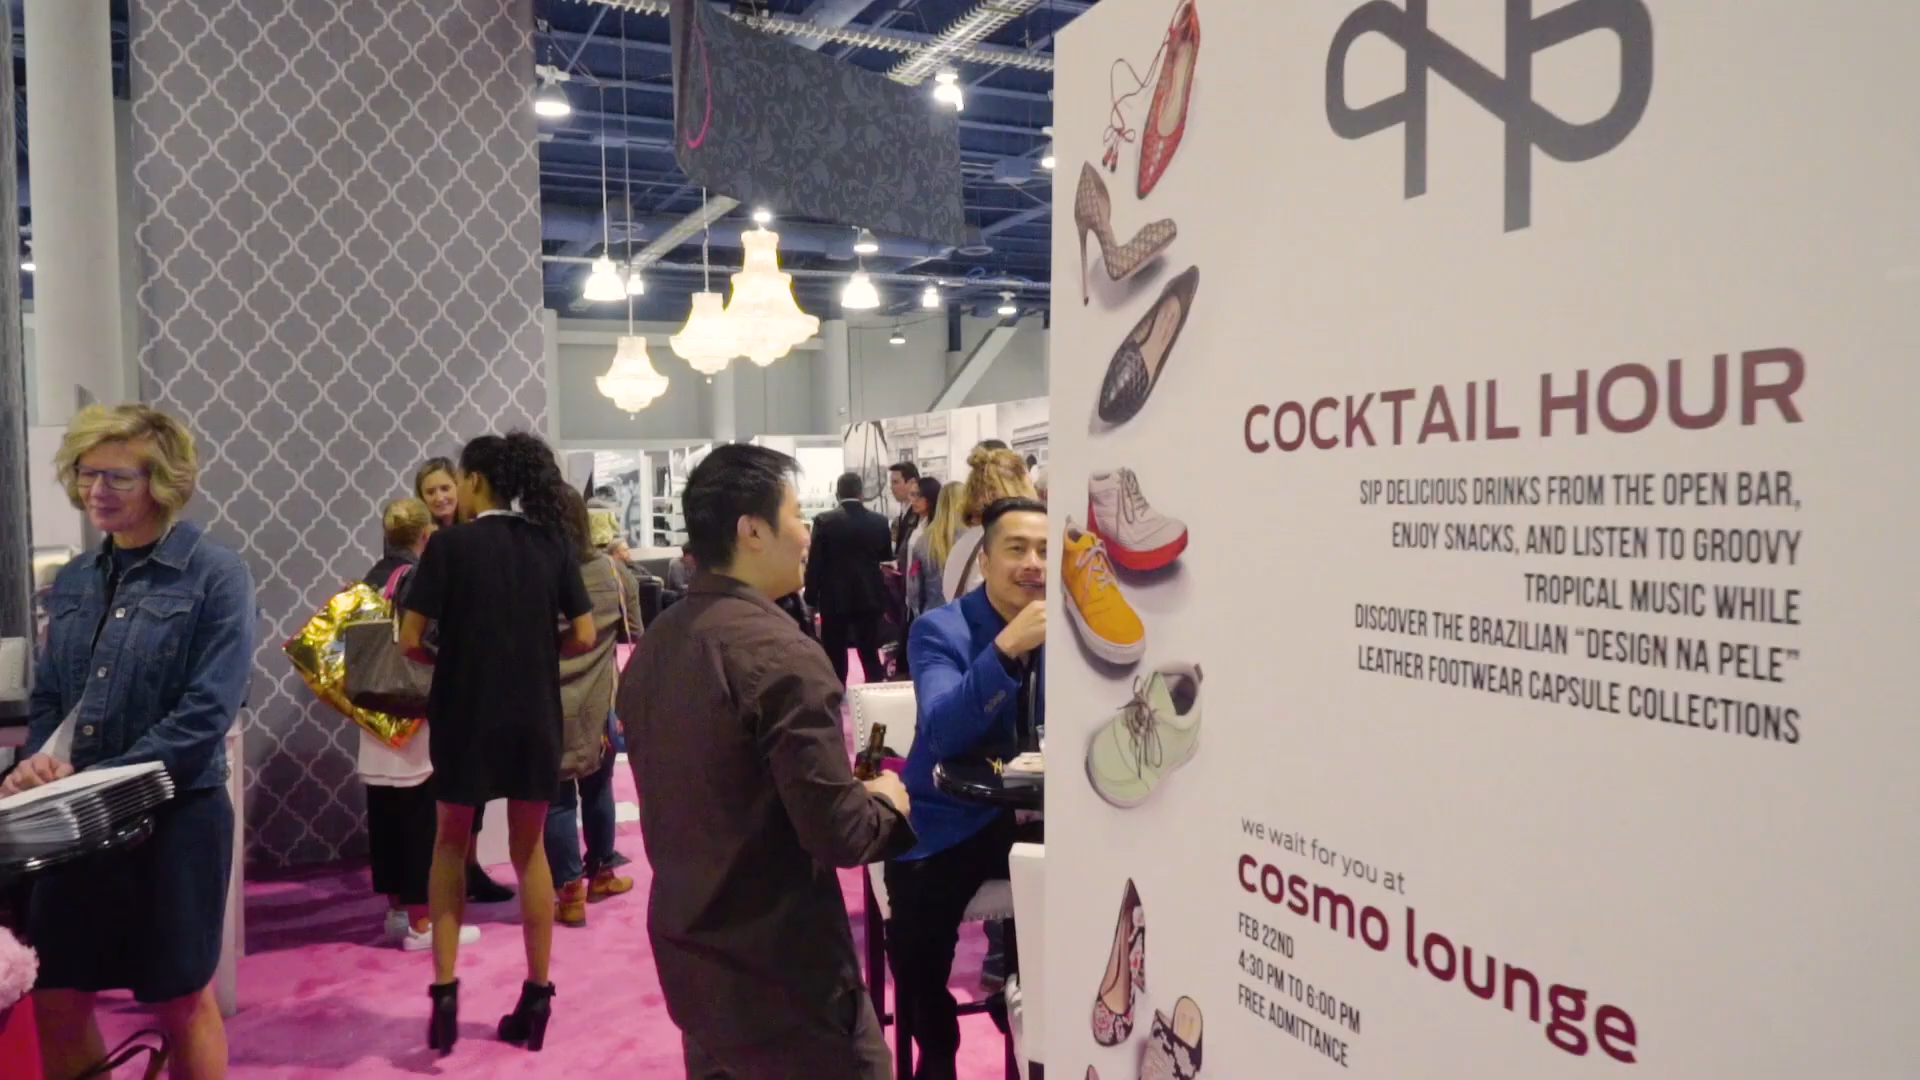 COCKTAIL HOUR
SIP DELICIOUS DRINKS FROM THE OPEN BAR,
ENJOY SNACKS, AND LISTEN TO GROOVY
TROPICAL MUSIC WHILE
DISCOVER THE BRAZILIAN “DESIGN NA PELE”
LEATHER FOOTWEAR CAPSULE COLLECTIONS
we wait for you at
cosmo lounge
FEB 22ND
4:30 PM TO 6:00 PM
FREE ADMITTANCE